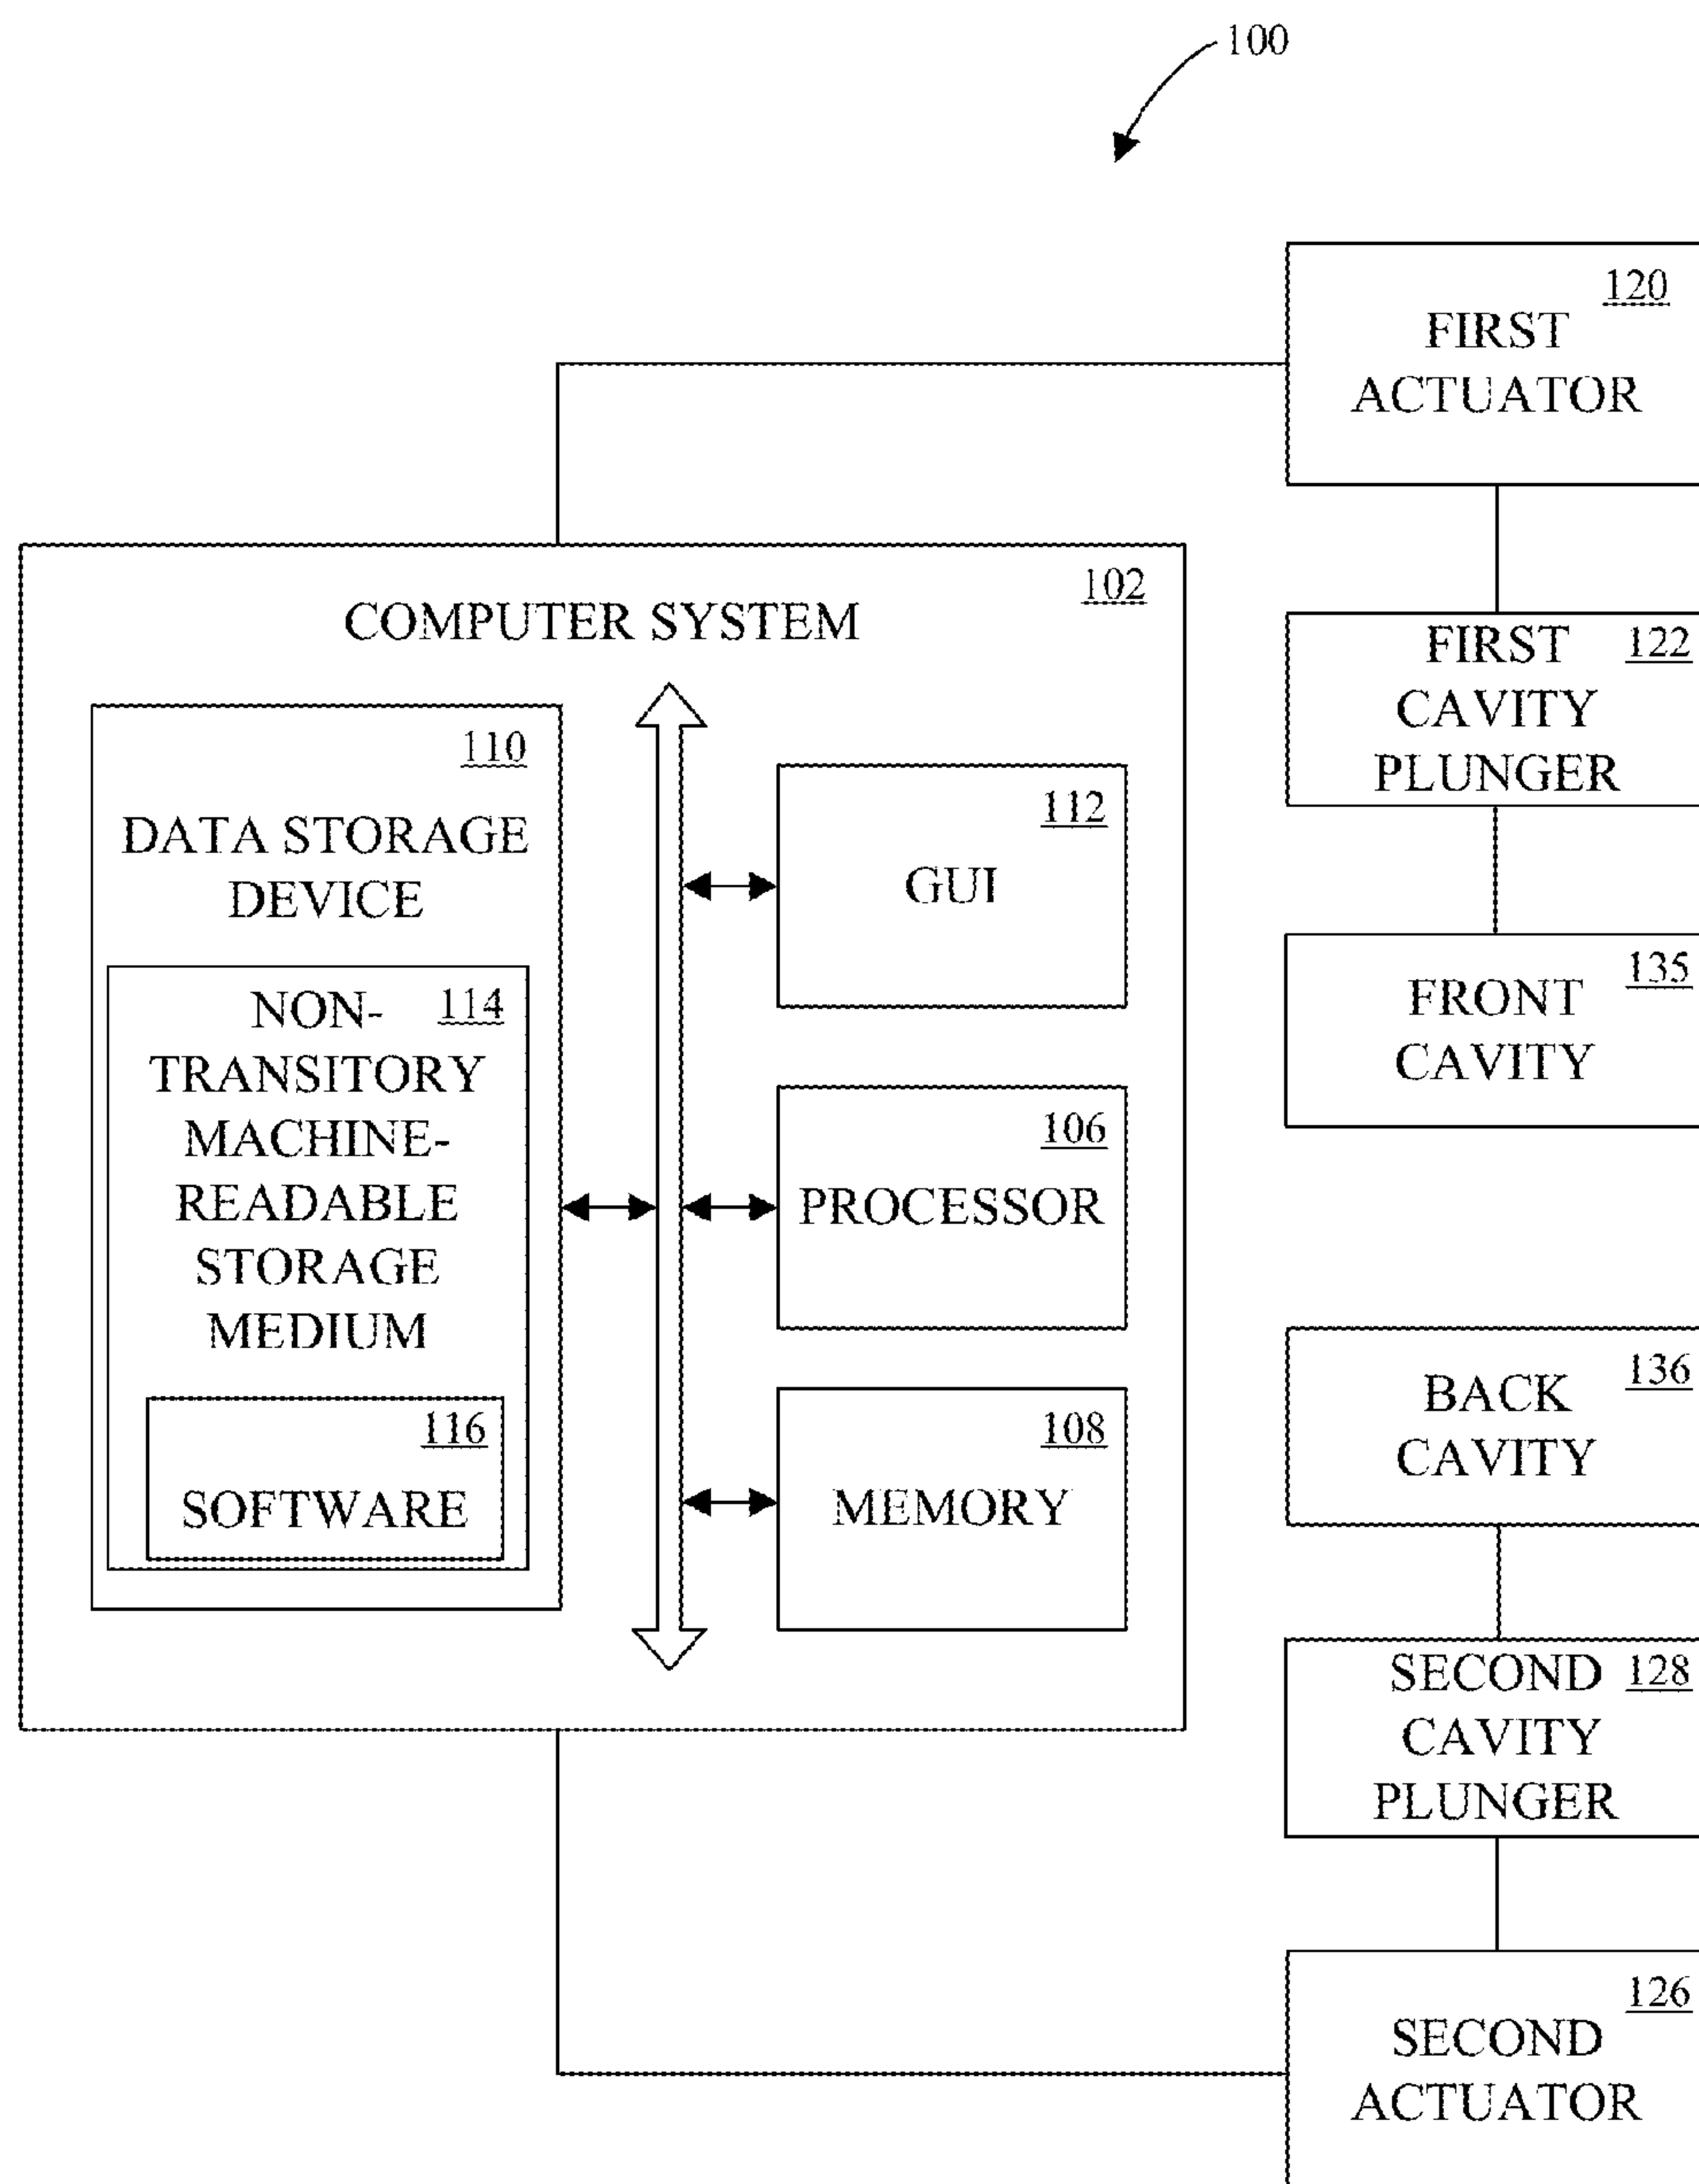 100
120
FIRST
ACTUATOR
102
COMPUTER SYSTEM
FIRST 122
CAVITY
PLUNGER
110
DATA STORAGE
DEVICE
112
GUI
135
FRONT
CAVITY
NON- 114
TRANSITORY
MACHINE-
READABLE
STORAGE
MEDIUM
106
PROCESSOR
136
BACK
CAVITY
116
SOFTWARE
108
MEMORY
SECOND 128
CAVITY
PLUNGER
126
SECOND
ACTUATOR